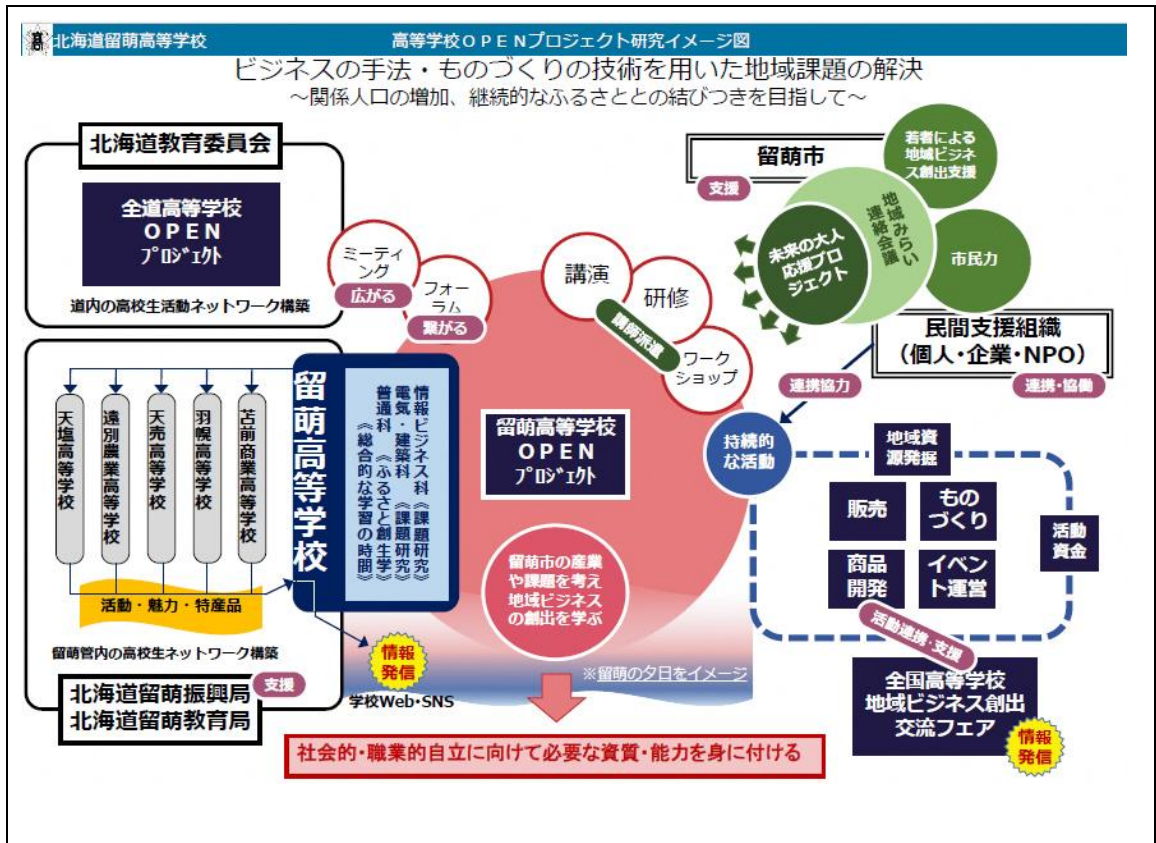 北海道留萌高等学校
高等学校ＯＰＥＮプロジェクト研究イメージ図
ビジネスの手法・ものづくりの技術を用いた地域課題の解決
～関係人口の増加、継続的なふるさととの結びつきを目指して～
北海道教育委員会
全道高等学校
ＯＰＥＮ
ﾌﾟﾛｼﾞｪｸﾄ
道内の高校生活動ネットワーク構築
ミーティ
ング
広がる
フォー
ラム
繋がる
講演
研修
ワーク
ショップ
講師派遣
留萌市
支援
若者による
地域ビジネ
ス創出支援
地域みらい
連絡会議
未来の大人
応援プロ
ジェクト
市民力
民間支援組織
（個人・企業・NPO）
連携・協働
連携協力
天塩高等学校
遠別農業高等学校
天売高等学校
羽幌高等学校
苫前商業高等学校
活動・魅力・特産品
留萌管内の高校生ネットワーク構築
北海道留萌振興局
北海道留萌教育局
支援
留萌高等学校
情報ビジネス科《課題研究》
電気・建築科　《課題研究》
普通科　《ふるさと創生学》
《総合的な学習の時間》
情報
発信
学校Web・SNS
留萌高等学校
ＯＰＥＮ
ﾌﾟﾛｼﾞｪｸﾄ
留萌市の産業
や課題を考え
地域ビジネス
の創出を学ぶ
※留萌の夕日をイメージ
持続的
な活動
地域資
源発掘
販売
もの
づくり
商品
開発
イベン
ト運営
活動
資金
活動連携・支援
全国高等学校
地域ビジネス創出
交流フェア
情報
発信
社会的・職業的自立に向けて必要な資質・能力を身に付ける